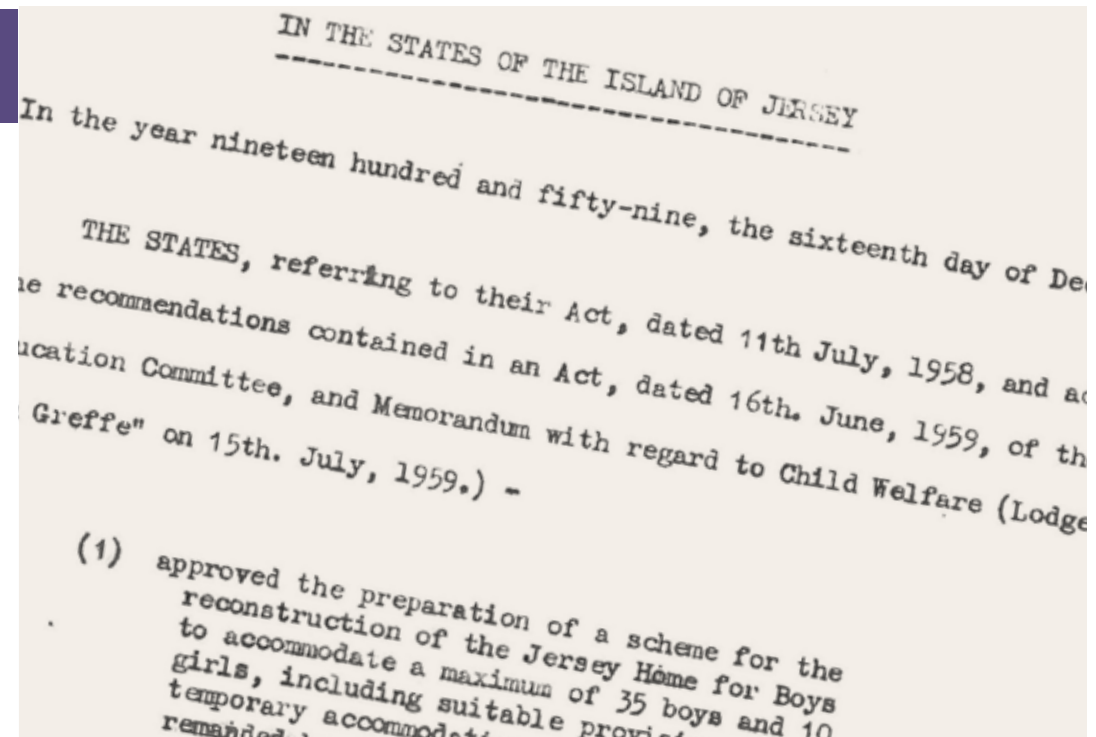 IN THE STATES OF THE ISLAND OF JERSEY
In the year nineteen hundred and fifty-nine, the sixteenth day of
THE STATES, referring to their Act, dated 11th July, 1958, and
recommendations contained in an Act, dated 16th. June, 1959, of
Committee, and Memorandum with regard to Child Welfare (Lodge
Greffe" on 15th. July, 1959.) -
(1) approved the preparation of a scheme for the
reconstruction of the Jersey Home for Boys
to accommodate a maximum of 35 boys and 10
girls, including suitable
temporary